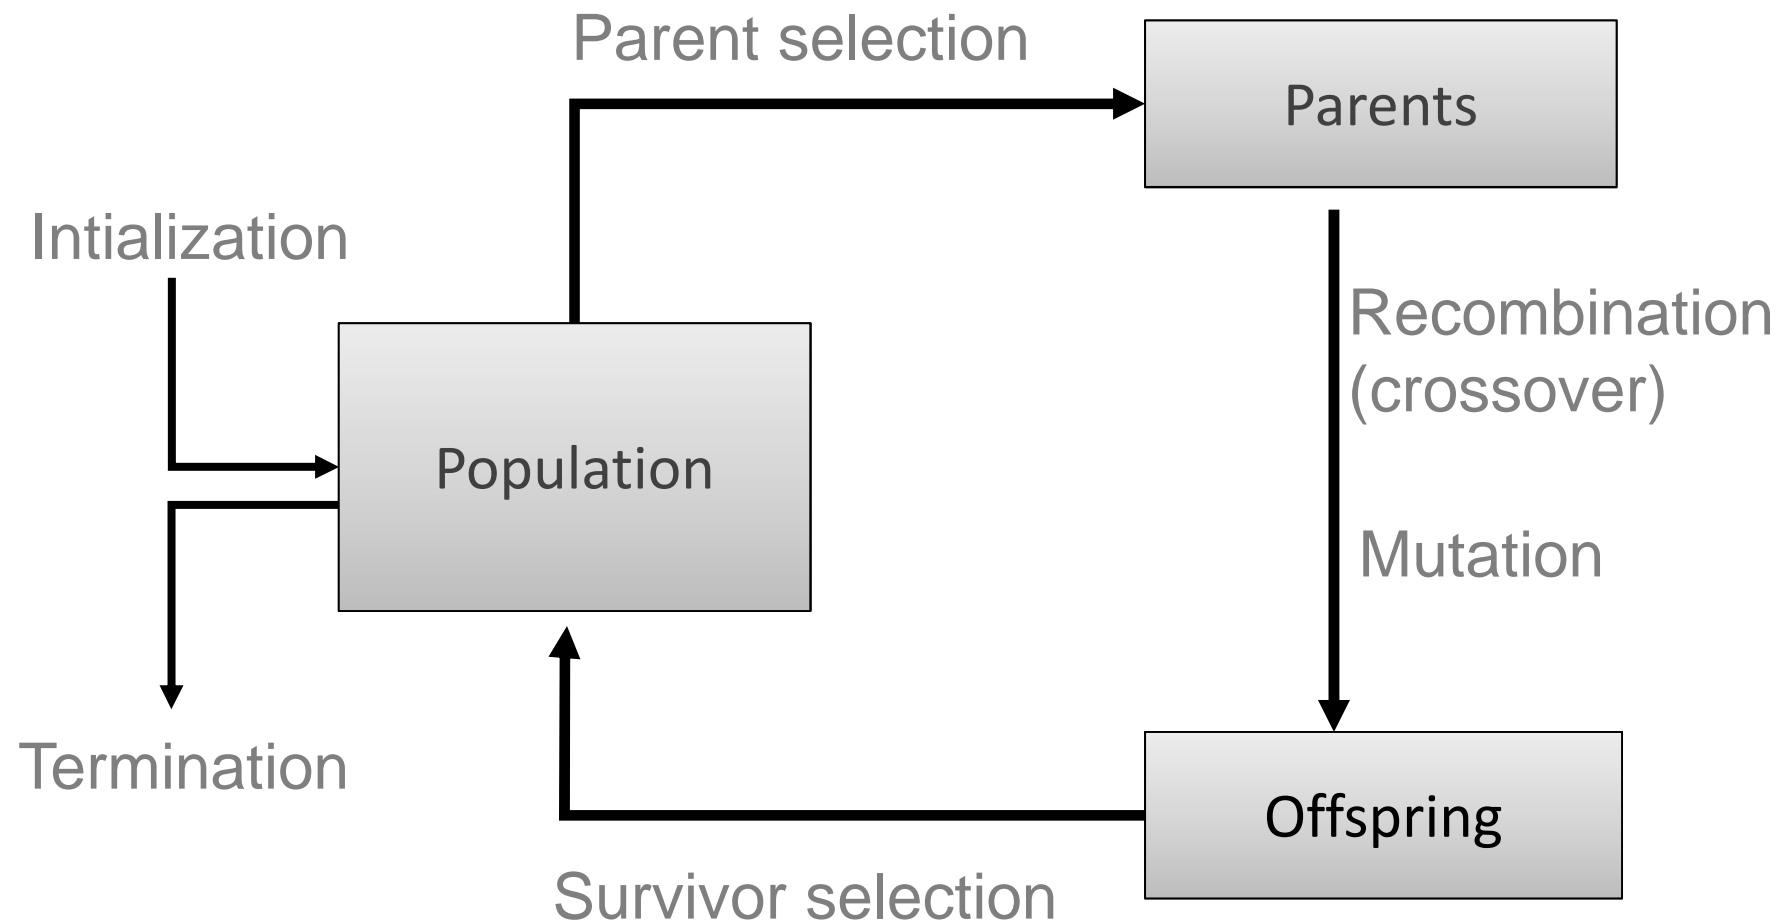 Parent selection
Parents
Intialization
Recombination
(crossover)
Population
Mutation
Termination
Offspring
Survivor selection